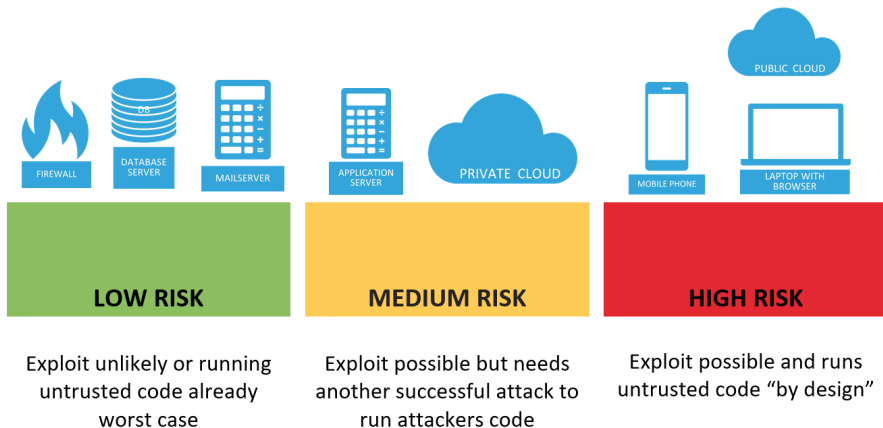 PUBLIC CLOUD
DB
FIREWALL
DATABASE
SERVER
MAILSERVER
APPLICATION
SERVER
PRIVATE CLOUD
MOBILE PHONE
LAPTOP WITH
BROWSER
LOW RISK
MEDIUM RISK
HIGH RISK
Exploit unlikely or running
untrusted code already
worst case
Exploit possible but needs
another successful attack to
run attackers code
Exploit possible and runs
untrusted code “by design”